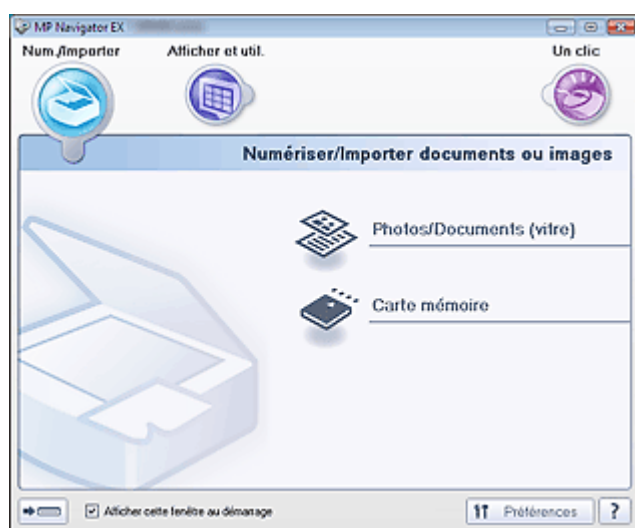 MP Navigator EX
Num./Importer Afficher et util. Un clic
Numériser/Importer documents ou images
Photos/Documents (vitre)
Carte mémoire
Afficher cette fenêtre au démarrage Préférences ?